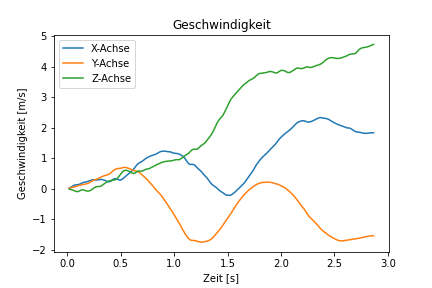 Geschwindigkeit
X-Achse
Y-Achse
Z-Achse
Geschwindigkeit [m/s]
5
4
3
2
1
0
−1
−2
0.0 0.5 1.0 1.5 2.0 2.5 3.0
Zeit [s]